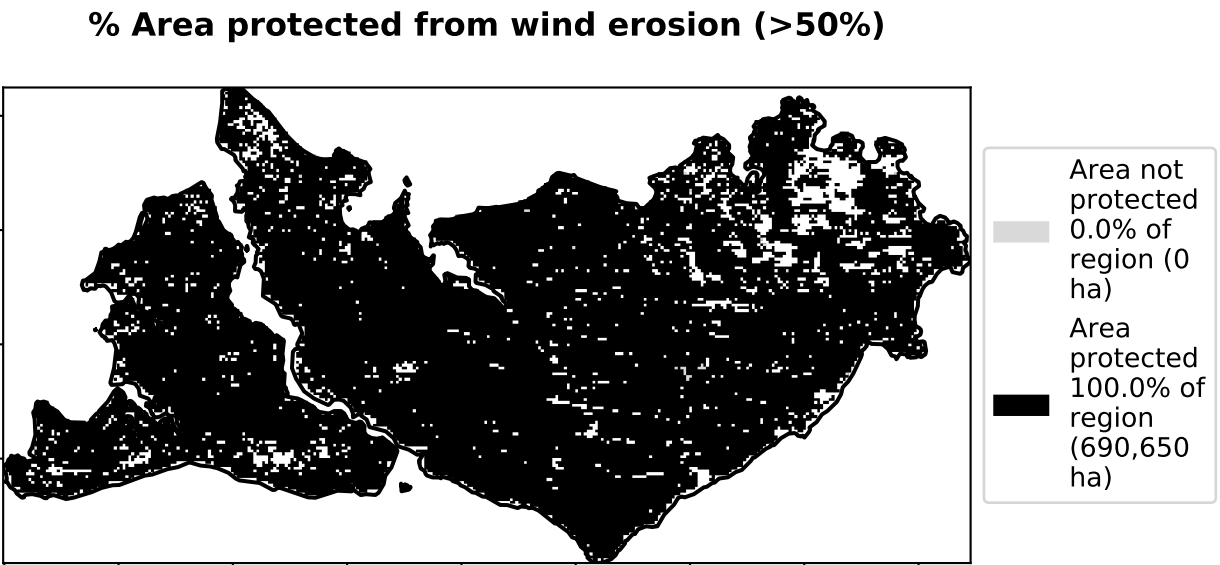 % Area protected from wind erosion (>50%)
Area not
protected
0.0% of
region (0
ha)
Area
protected
100.0% of
region
(690,650
ha)